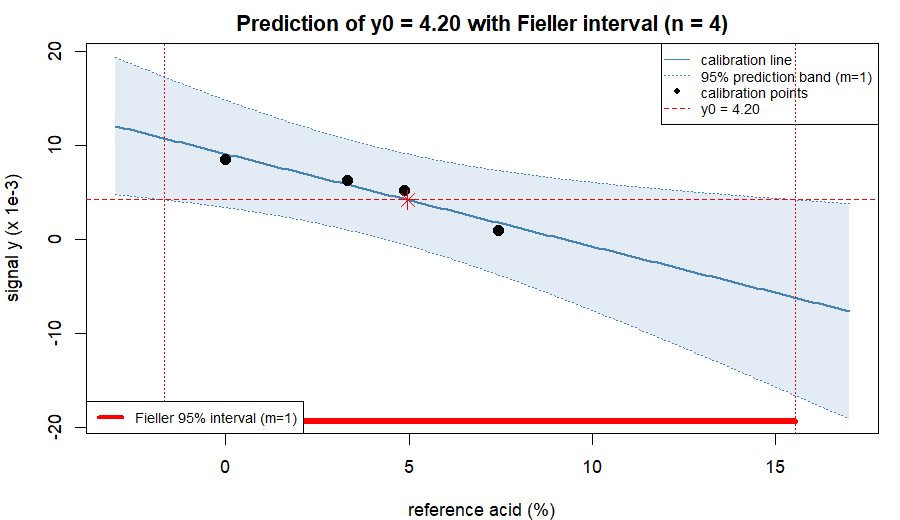 Prediction of y0 = 4.20 with Fieller interval (n = 4)
calibration line
95% prediction band (m=1)
calibration points
y0 = 4.20
20
10
0
-10
-20
signal y (x 1e-3)
Fieller 95% interval (m=1)
0 5 10 15
reference acid (%)